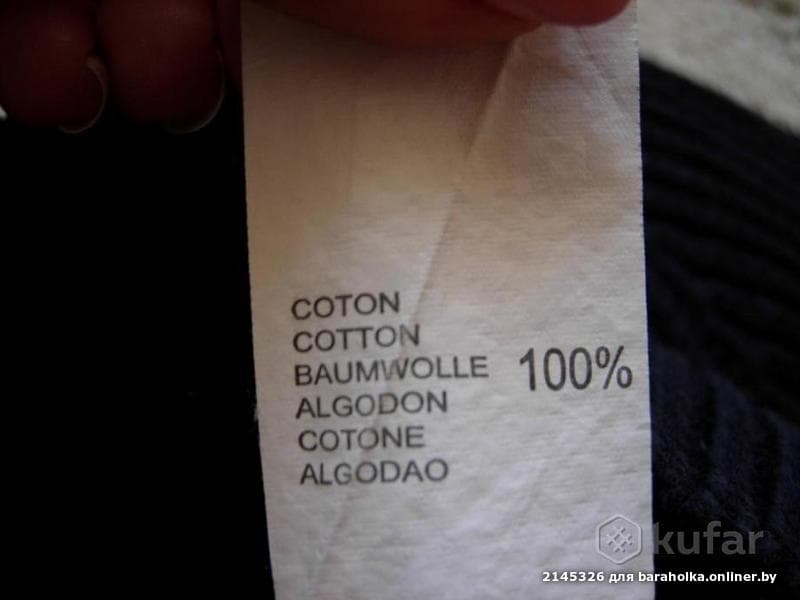 COTON
COTTON
BAUMWOLLE 100%
ALGODON
COTONE
ALGODAO
kufar
2145326 для baraholka.onliner.by